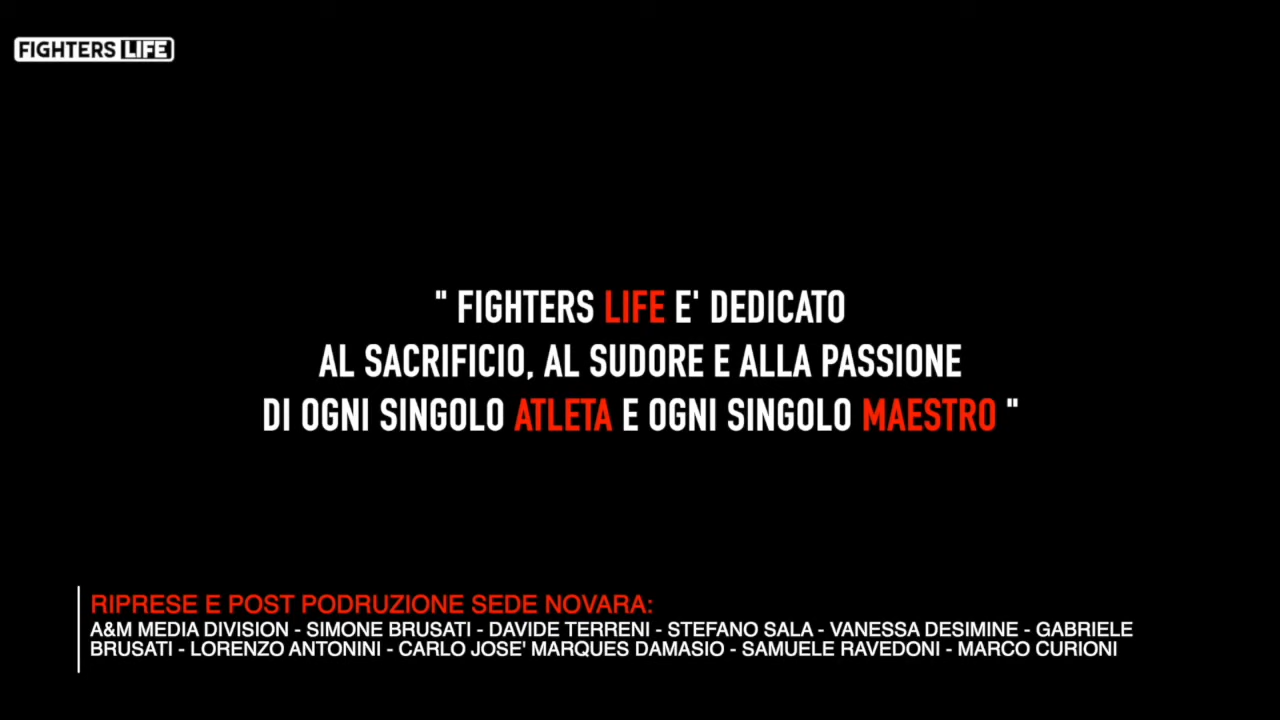 FIGHTERS LIFE
" FIGHTERS LIFE E' DEDICATO
AL SACRIFICIO, AL SUDORE E ALLA PASSIONE
DI OGNI SINGOLO ATLETA E OGNI SINGOLO MAESTRO "
RIPRESE E POST PODRUZIONE SEDE NOVARA:
A&M MEDIA DIVISION - SIMONE BRUSATI - DAVIDE TERRENI - STEFANO SALA - VANESSA DESIMINE - GABRIELE
BRUSATI - LORENZO ANTONINI - CARLO JOSE' MARQUES DAMASIO - SAMUELE RAVEDONI - MARCO CURIONI